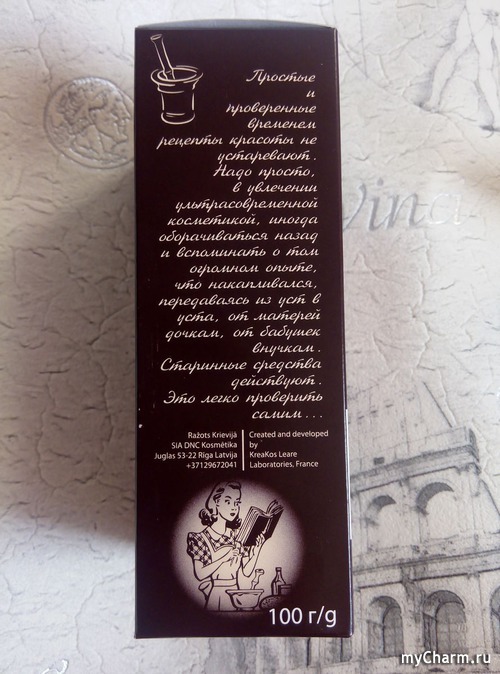 Простые
и
проверенные
временем
рецепты красоты не
устаревают.
Надо просто,
в увлечении
ультрасовременной
косметикой, иногда
оборачиваться назад
и вспоминать о том
огромном опыте,
что накапливался,
передаваясь из уст в
уста, от матерей
дочкам, от бабушек
внучкам.
Старинные средства
действуют.
Это легко проверить
самим...
Ražots Krievijā
SIA DNC Kosmētika
Juglas 53-22 Rīga Latvija
+37129672041
Created and developed
by
KreaKos Leare
Laboratories, France
100 г/g
vinci
myCharm.ru